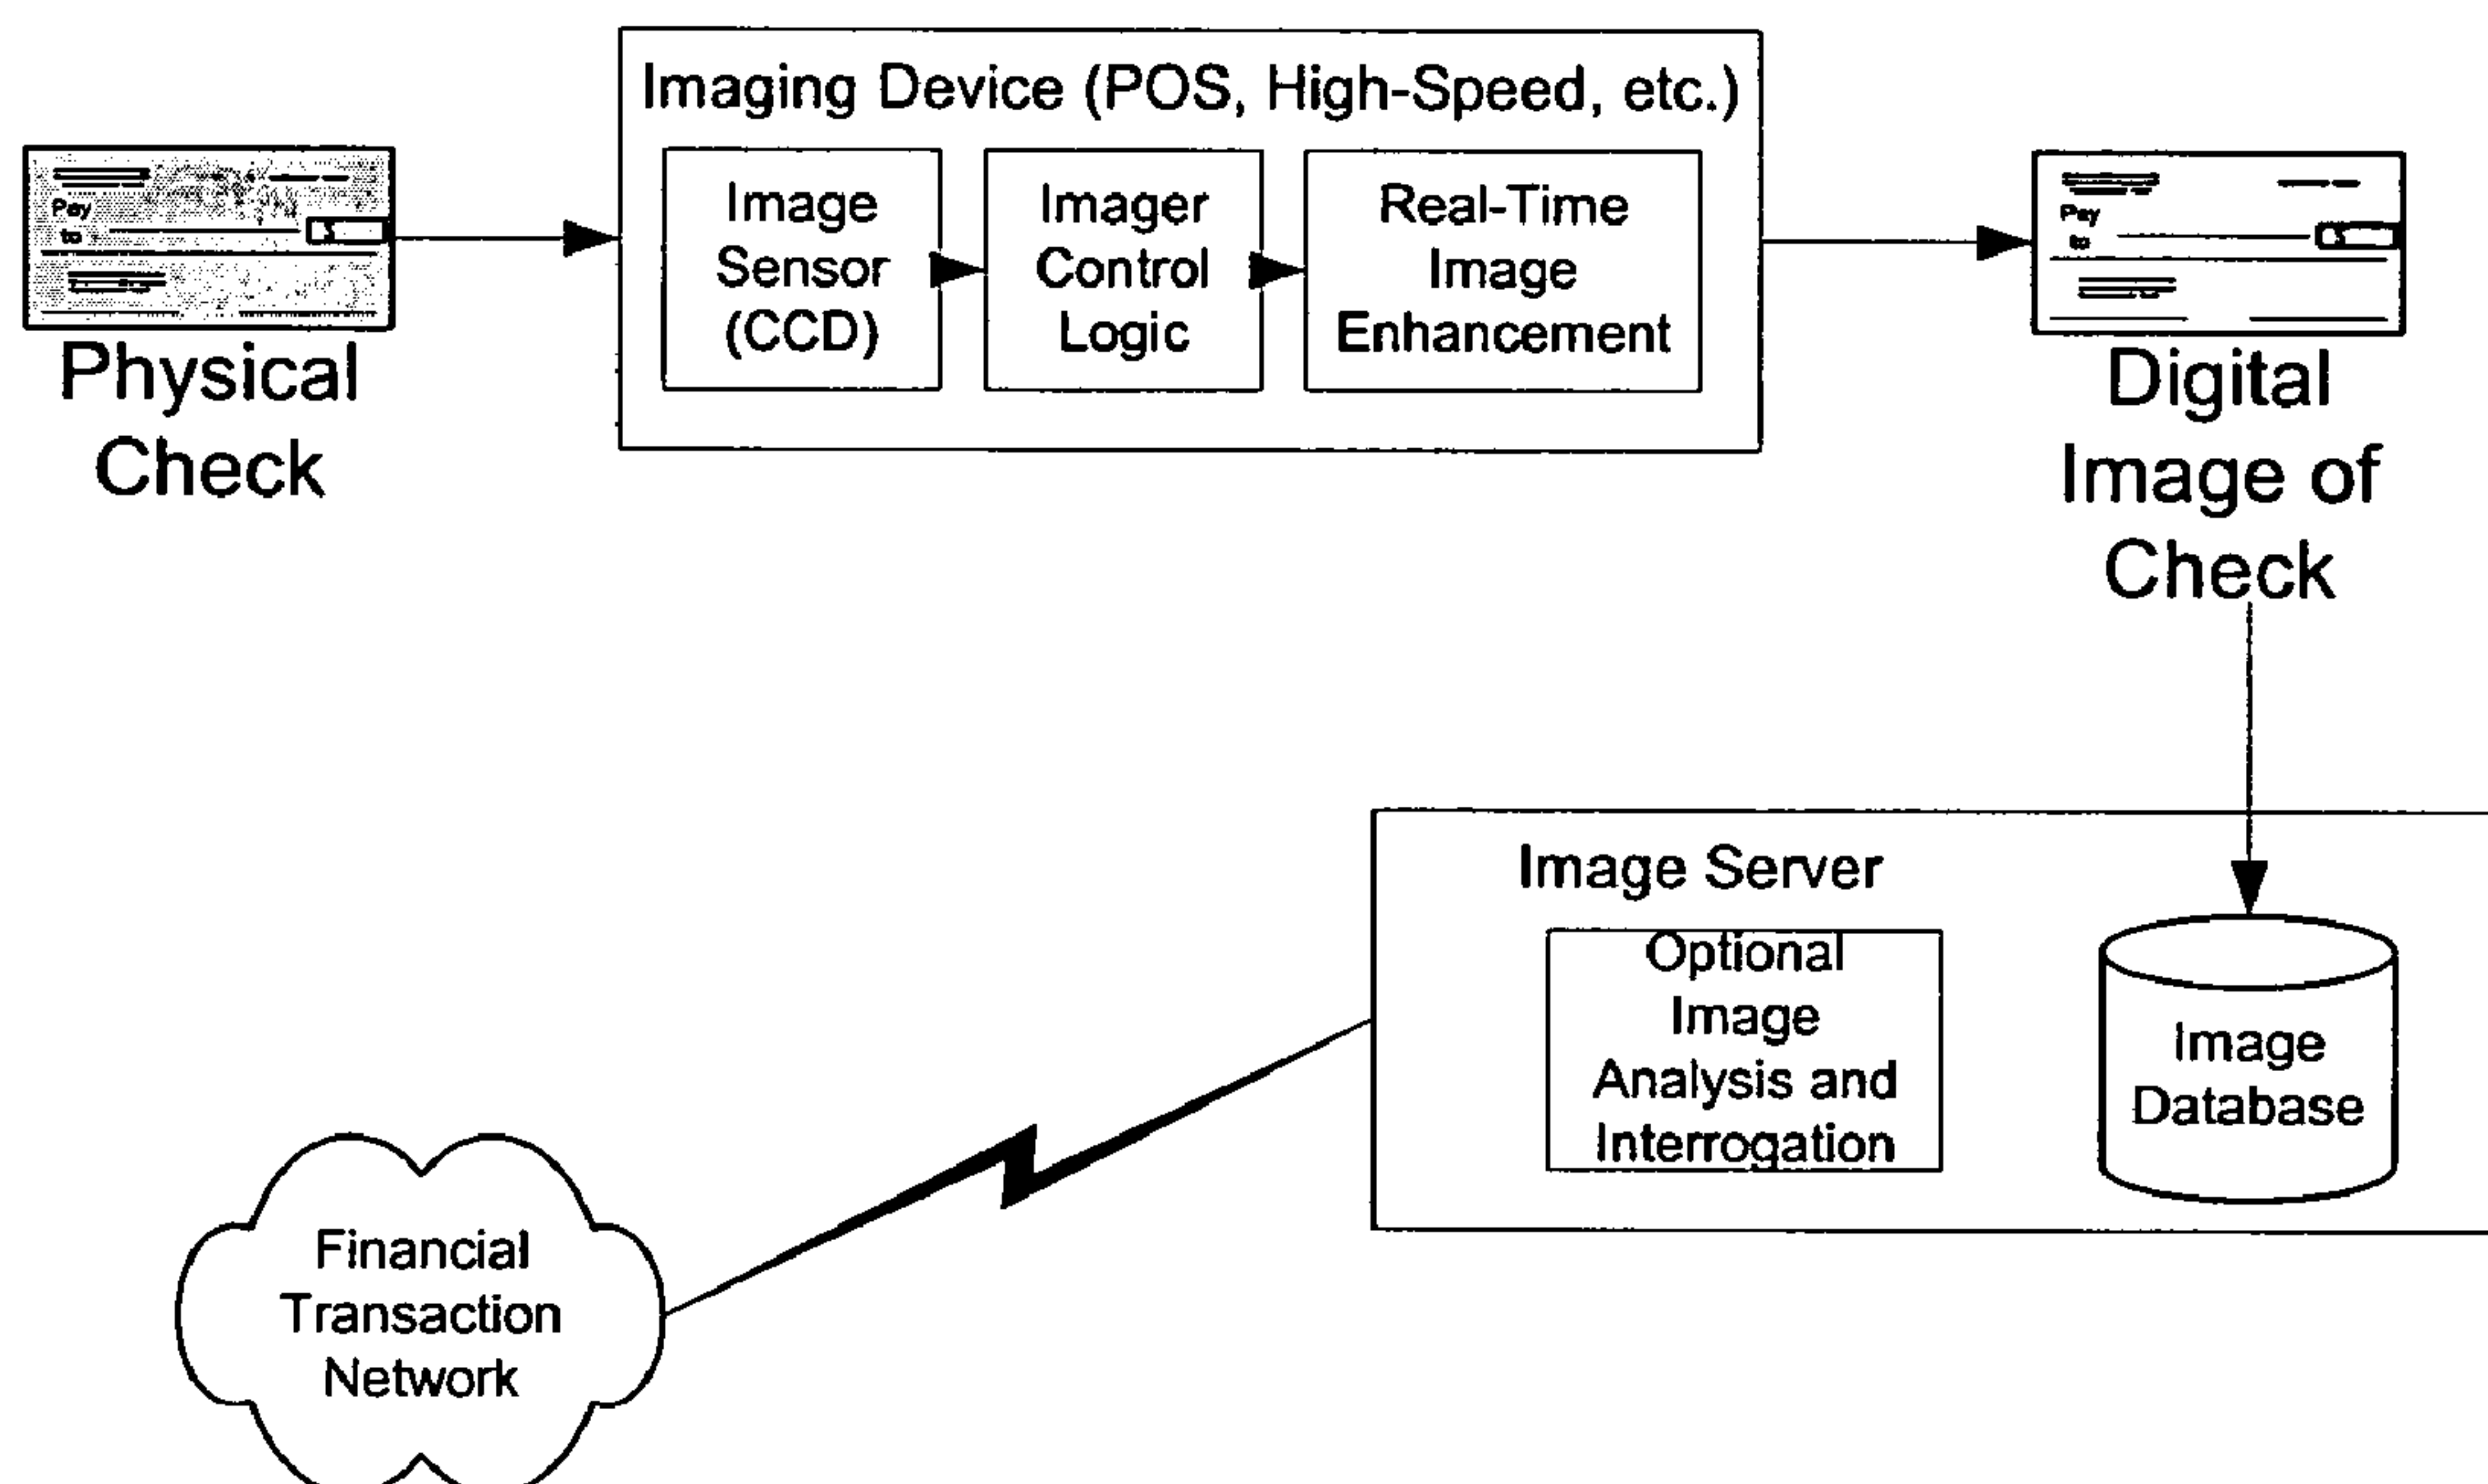 Imaging Device (POS, High-Speed, etc.)
Pay
to
$
Physical
Check
Image
Sensor
(CCD)
Imager
Control
Logic
Real-Time
Image
Enhancement
Pay
to
$
Digital
Image of
Check
Image Server
Optional
Image
Analysis and
Interrogation
Image
Database
Financial
Transaction
Network